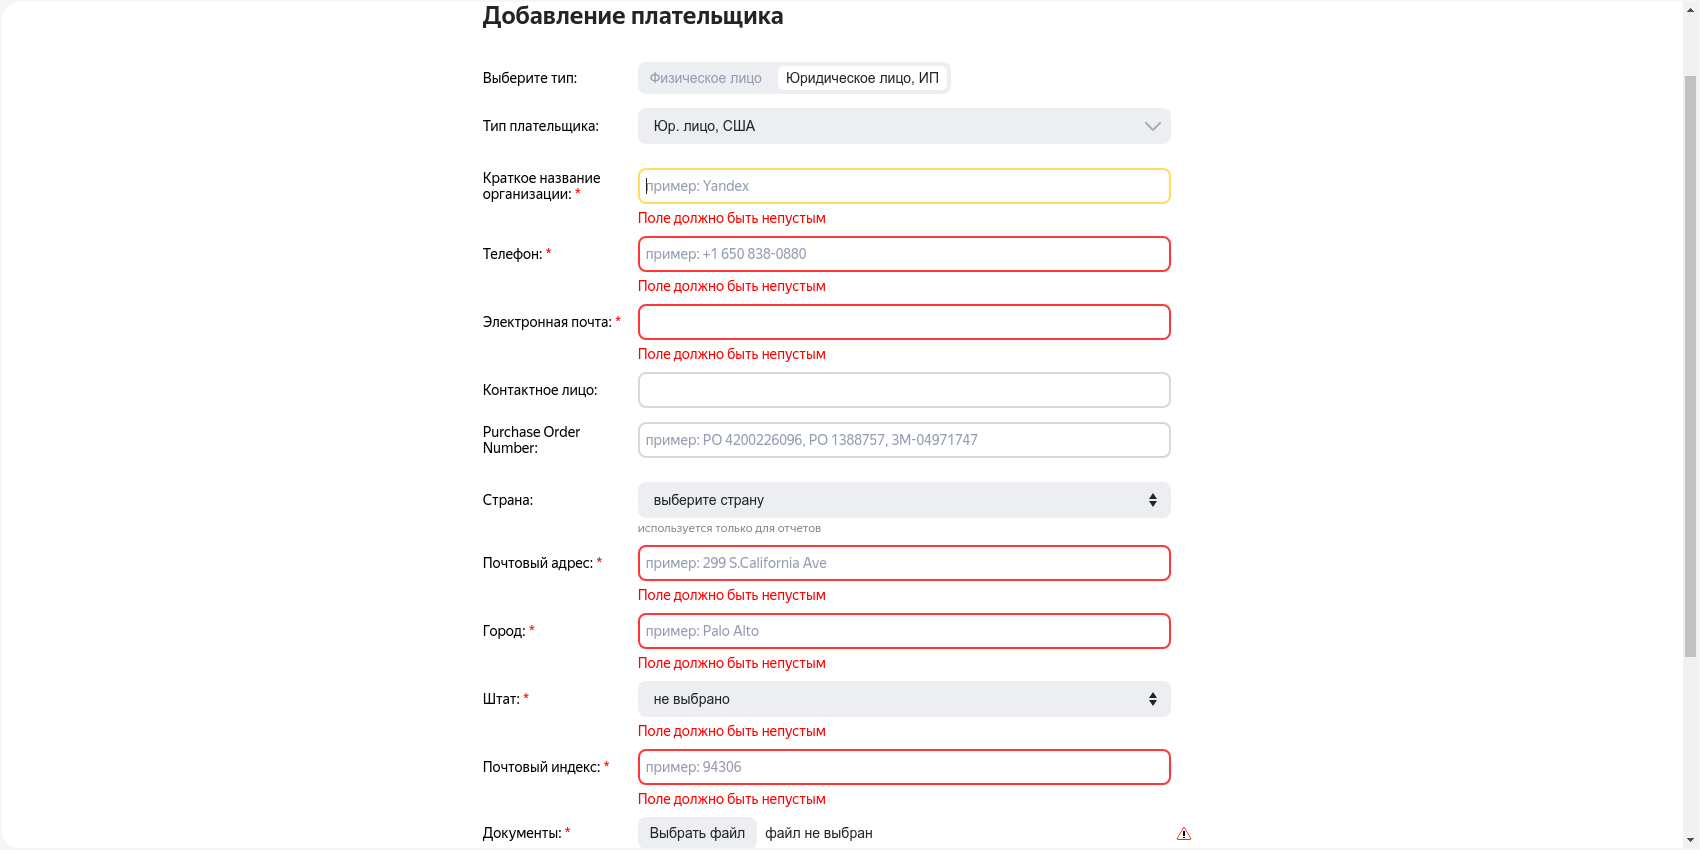 Добавление плательщика
Выберите тип:
Физическое лицо
Юридическое лицо, ИП
Тип плательщика:
Юр. лицо, США
Краткое название
организации: *
пример: Yandex
Поле должно быть непустым
Телефон: *
пример: +1 650 838-0880
Поле должно быть непустым
Электронная почта: *
Поле должно быть непустым
Контактное лицо:
Purchase Order
Number:
пример: PO 4200226096, PO 1388757, 3M-04971747
Страна:
выберите страну
используется только для отчетов
Почтовый адрес: *
пример: 299 S.California Ave
Поле должно быть непустым
Город: *
пример: Palo Alto
Поле должно быть непустым
Штат: *
не выбрано
Поле должно быть непустым
Почтовый индекс: *
пример: 94306
Поле должно быть непустым
Документы: *
Выбрать файл
файл не выбран